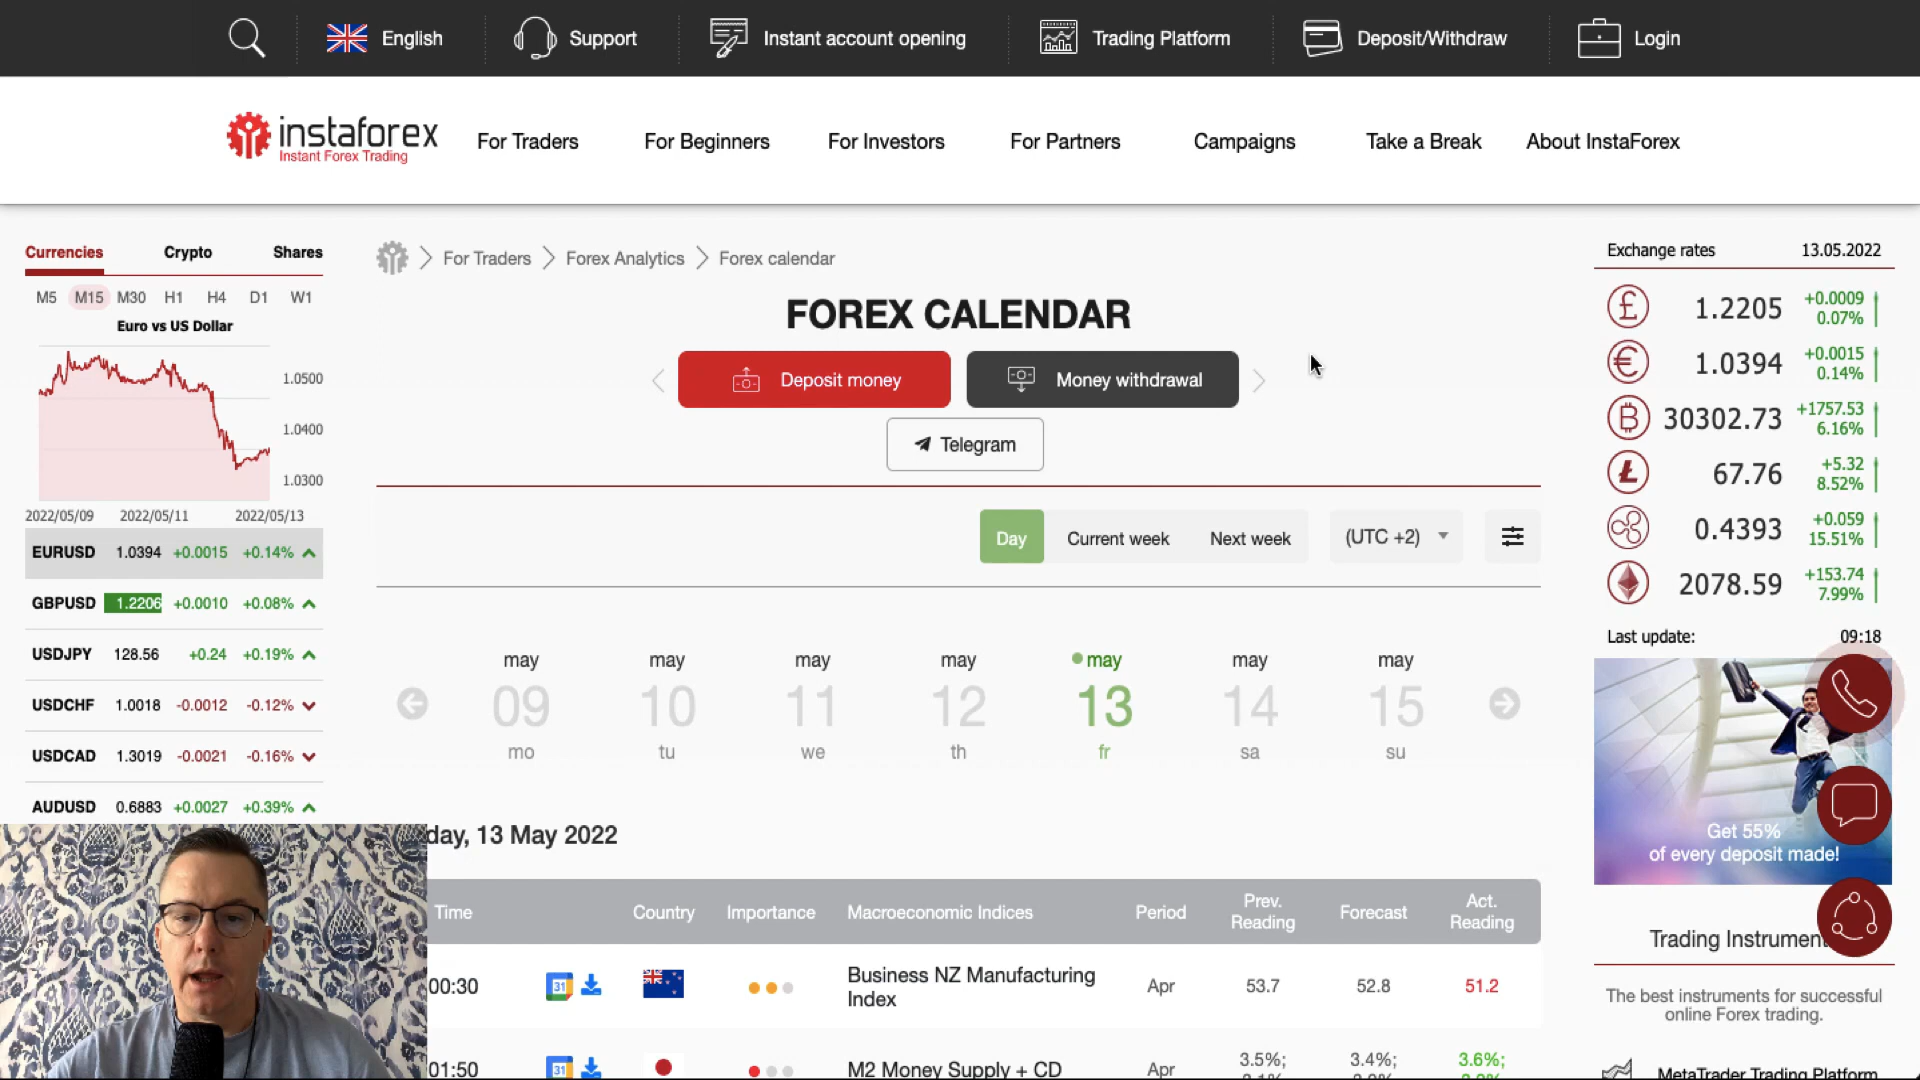 English
Support
Instant account opening
Trading Platform
Deposit/Withdraw
Login
instaforex
Instant Forex Trading
For Traders
For Beginners
For Investors
For Partners
Campaigns
Take a Break
About InstaForex
Currencies Crypto Shares
M5 M15 M30 H1 H4 D1 W1
Euro vs US Dollar
1.0500
1.0400
1.0300
2022/05/09 2022/05/11 2022/05/13
EURUSD 1.0394 +0.0015 +0.14%
GBPUSD 1.2206 +0.0010 +0.08%
USDJPY 128.56 +0.24 +0.19%
USDCHF 1.0018 -0.0012 -0.12%
USDCAD 1.3019 -0.0021 -0.16%
AUDUSD 0.6883 +0.0027 +0.39%
For Traders Forex Analytics Forex calendar
FOREX CALENDAR
Deposit money
Money withdrawal
Telegram
Day Current week Next week (UTC +2)
may may may may may may may
09 10 11 12 13 14 15
mo tu we th fr sa su
day, 13 May 2022
Time Country Importance Macroeconomic Indices Period Prev. Reading Forecast Act. Reading
00:30 31 Business NZ Manufacturing Index Apr 53.7 52.8 51.2
01:50 31 M2 Money Supply + CD Apr 3.5%; 3.4%; 3.6%;
Exchange rates 13.05.2022
1.2205 +0.0009 0.07%
1.0394 +0.0015 0.14%
30302.73 +1757.53 6.16%
67.76 +5.32 8.52%
0.4393 +0.059 15.51%
2078.59 +153.74 7.99%
Last update: 09:18
Get 55%
of every deposit made!
Trading Instrument
The best instruments for successful
online Forex trading.
MetaTrader Trading Platform